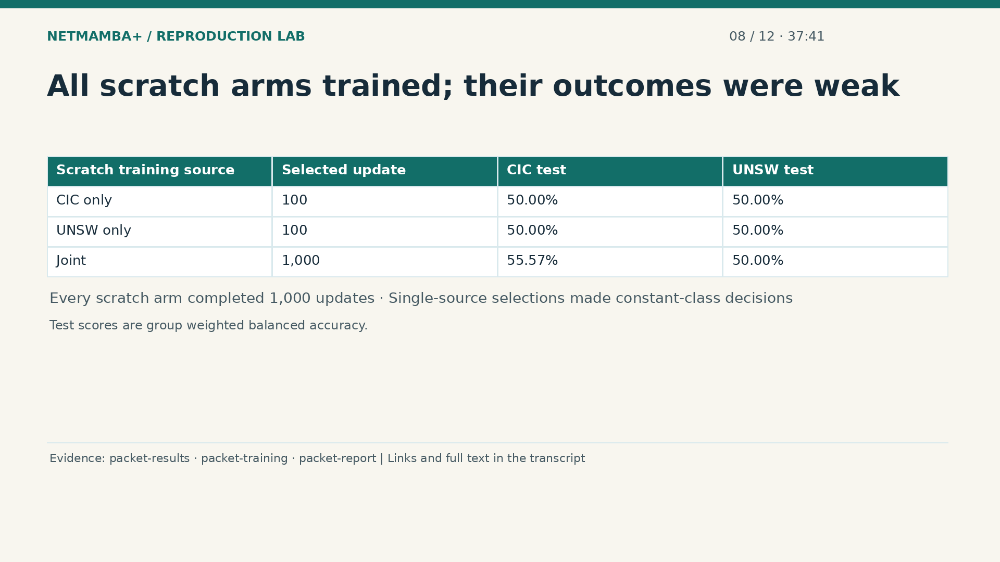 NETMAMBA+ / REPRODUCTION LAB
08 / 12 · 37:41
All scratch arms trained; their outcomes were weak
Scratch training source Selected update CIC test UNSW test
CIC only 100 50.00% 50.00%
UNSW only 100 50.00% 50.00%
Joint 1,000 55.57% 50.00%
Every scratch arm completed 1,000 updates · Single-source selections made constant-class decisions
Test scores are group weighted balanced accuracy.
Evidence: packet-results · packet-training · packet-report | Links and full text in the transcript